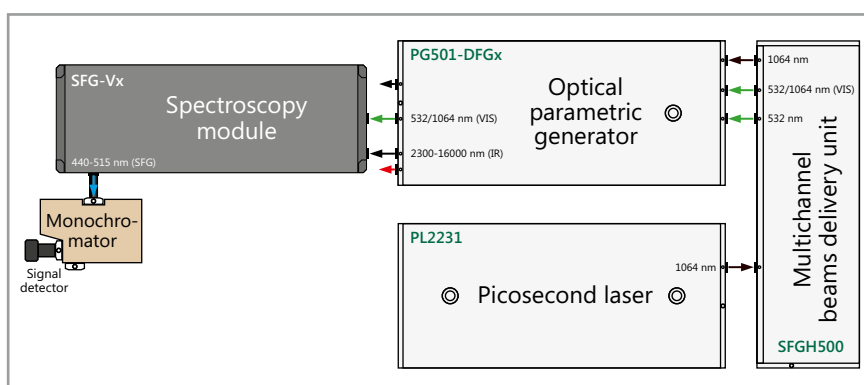 SFG-Vx
Spectroscopy
module
440-515 nm (SFG)
Monochro-
mator
Signal
detector
PG501-DFGx
Optical
parametric
generator
532/1064 nm (VIS)
2300-16000 nm (IR)
PL2231
1064 nm
Picosecond laser
1064 nm
532/1064 nm (VIS)
532 nm
Multichannel
beams delivery unit
SFGH500